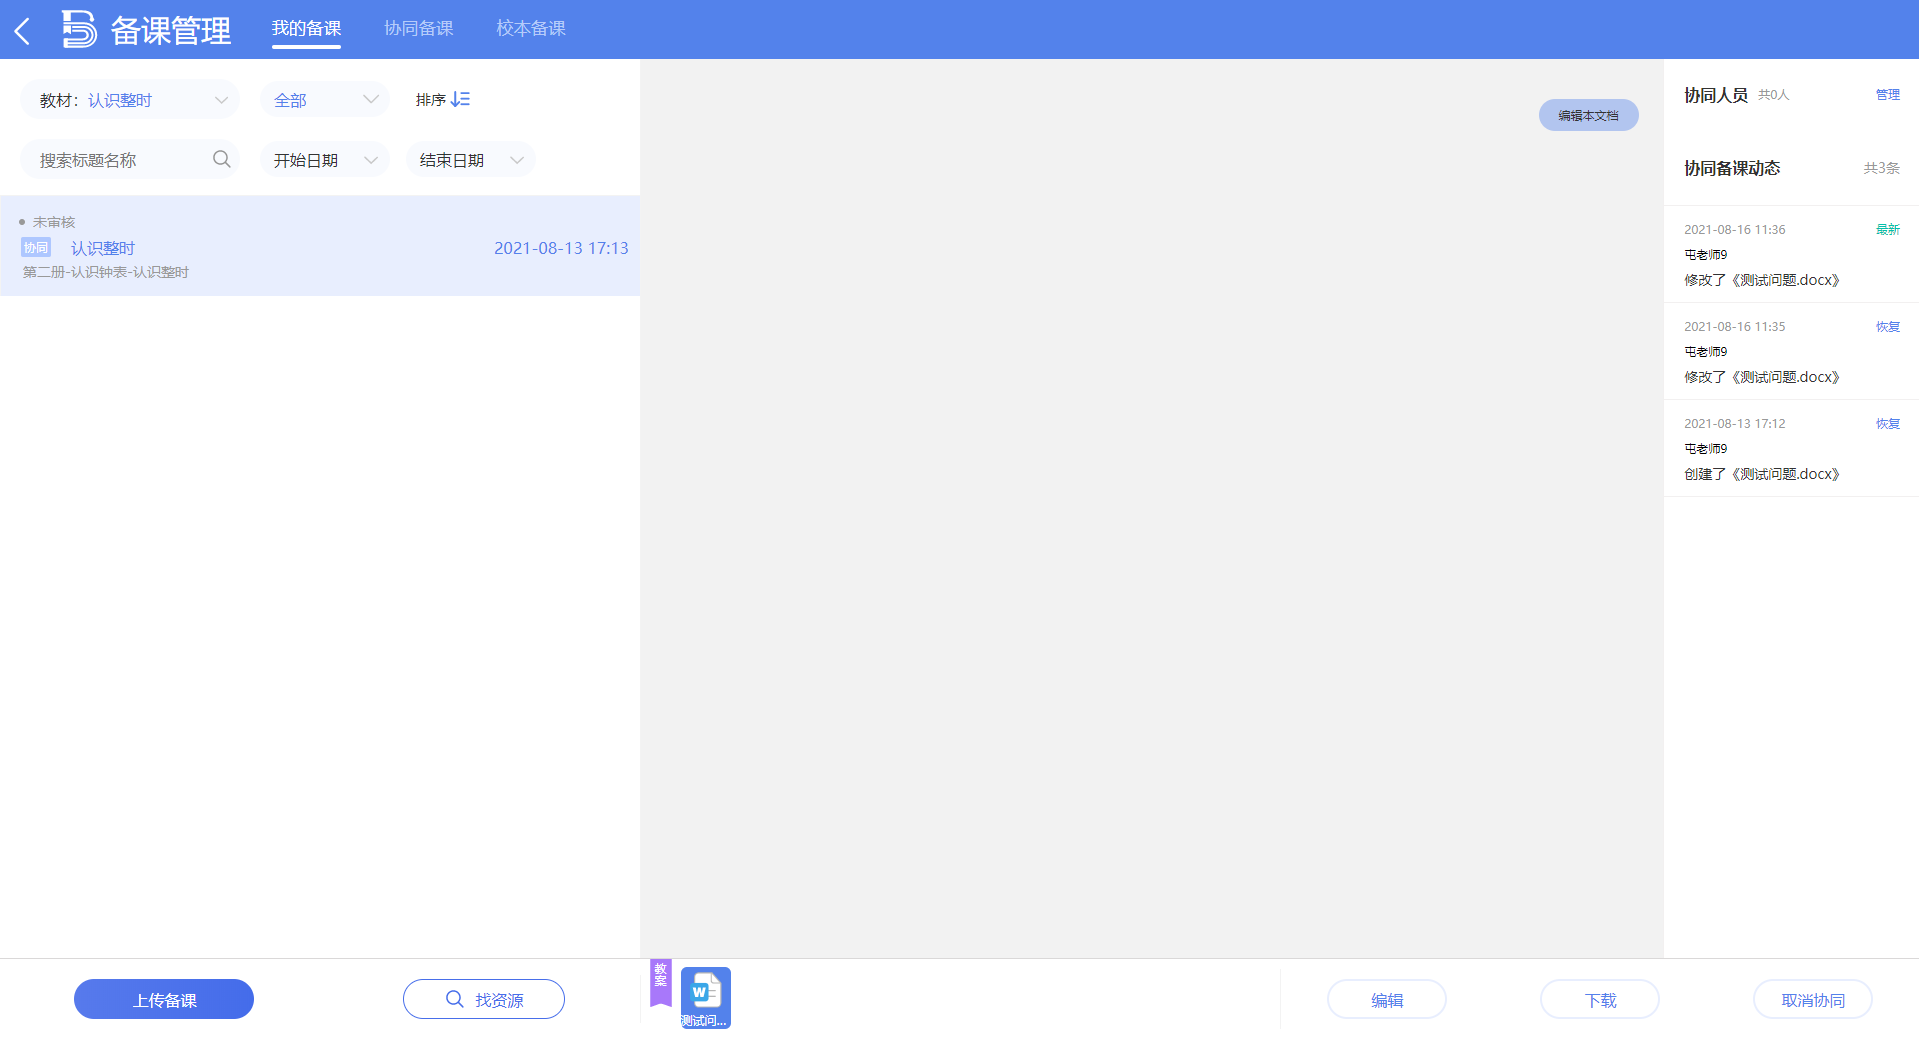 备课管理 我的备课 协同备课 校本备课
教材：认识整时 全部 排序
搜索标题名称 开始日期 结束日期
未审核
协同 认识整时 2021-08-13 17:13
第二册-认识钟表-认识整时
编辑本文档
协同人员 共0人 管理
协同备课动态 共3条
2021-08-16 11:36 最新
屯老师9
修改了《测试问题.docx》
2021-08-16 11:35 恢复
屯老师9
修改了《测试问题.docx》
2021-08-13 17:12 恢复
屯老师9
创建了《测试问题.docx》
上传备课 找资源
教案
W
测试问...
编辑 下载 取消协同